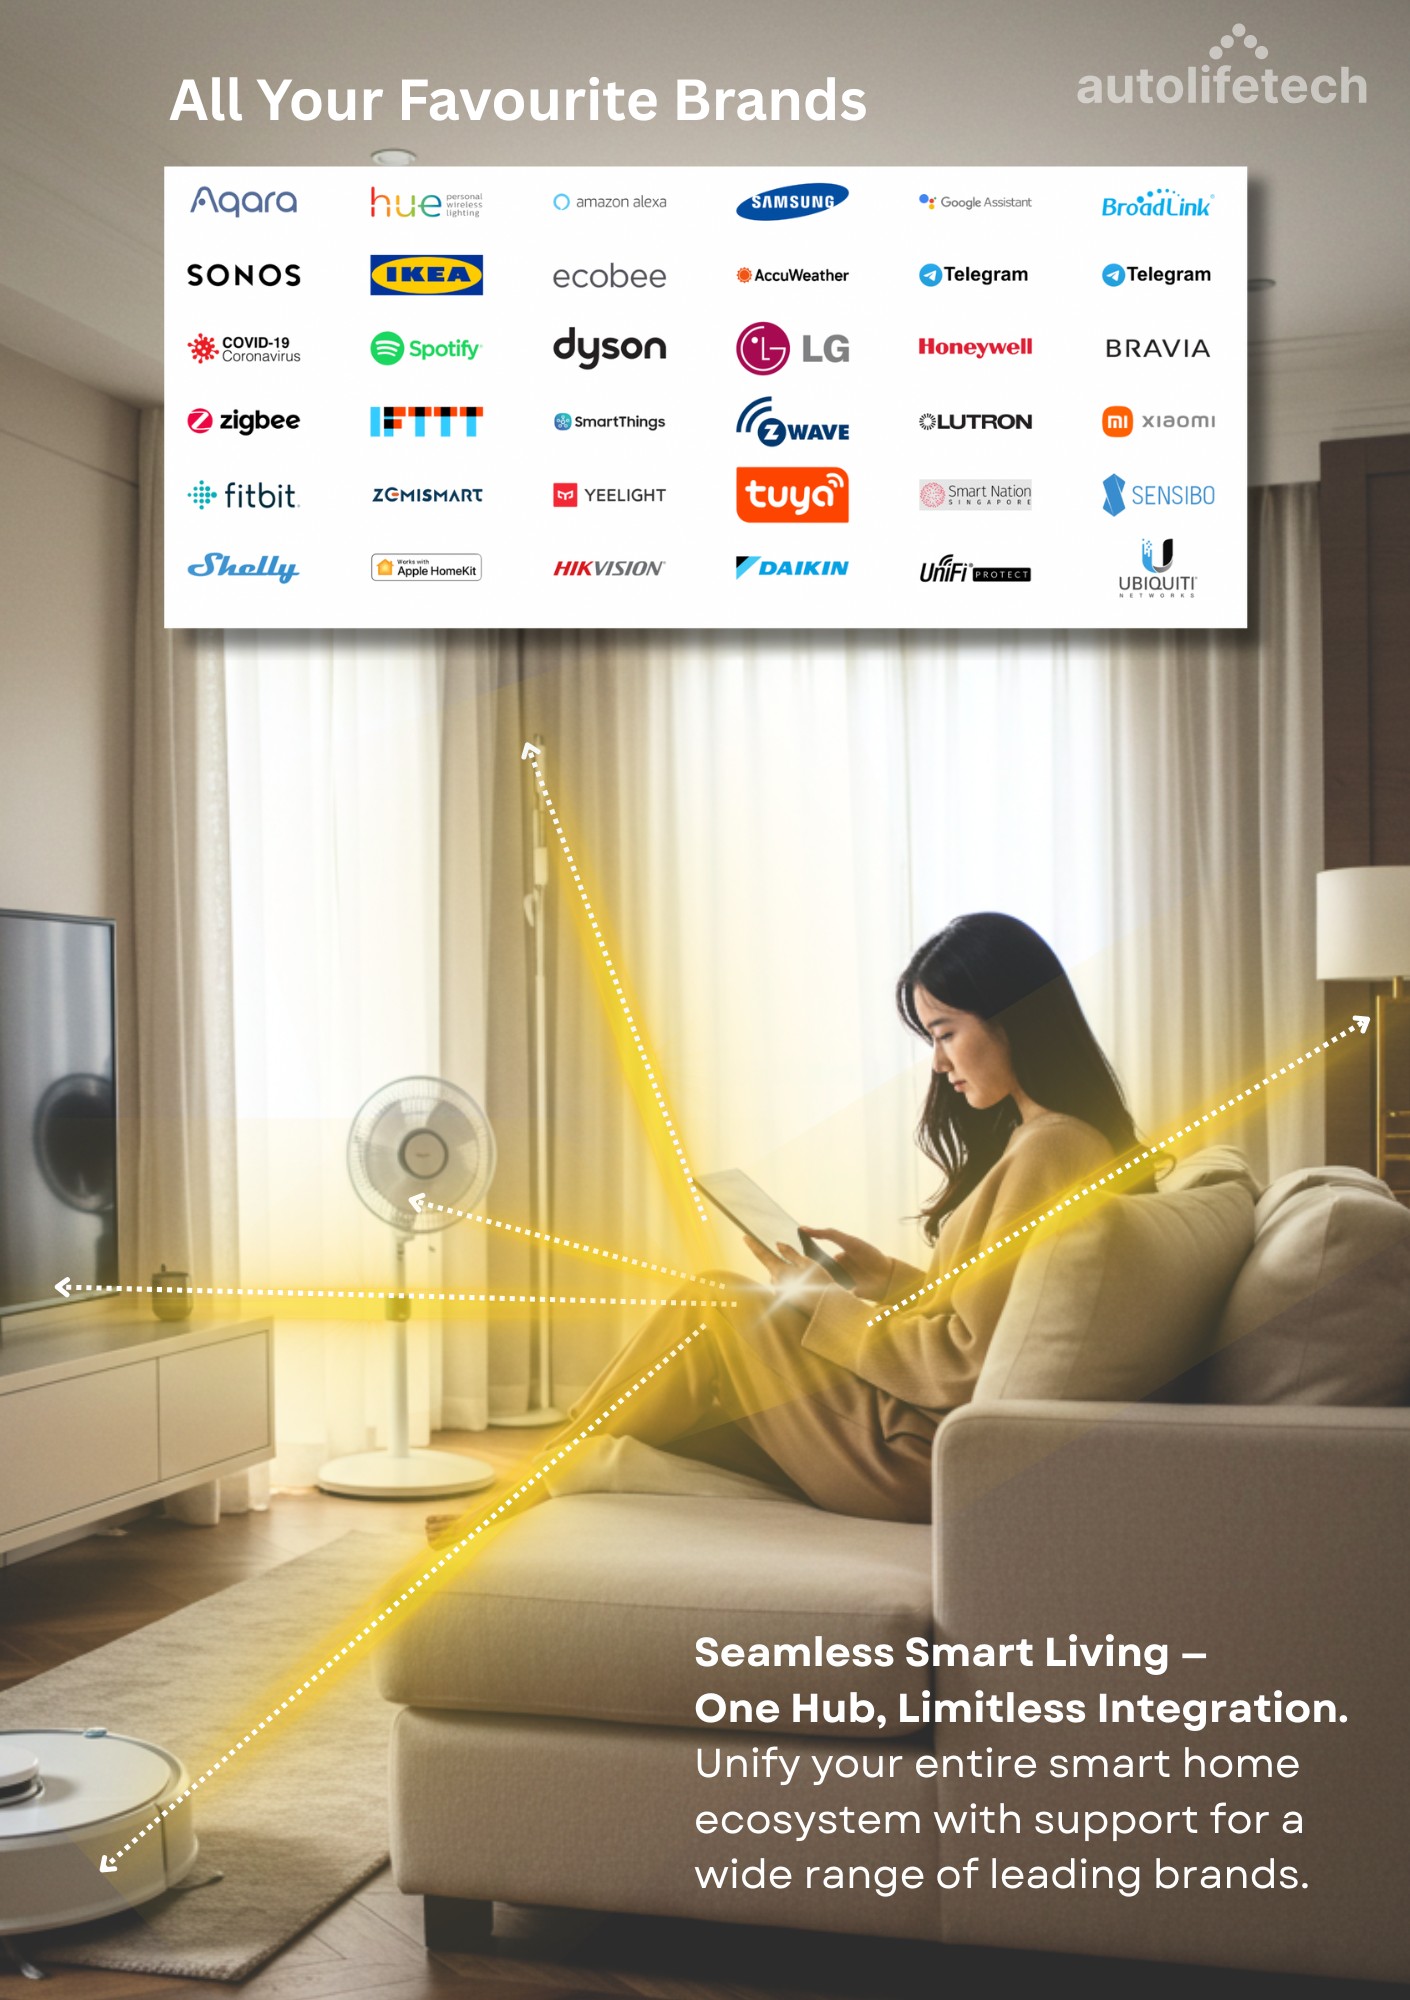 autolifetech
All Your Favourite Brands
Aqara
hue personal wireless lighting
amazon alexa
SAMSUNG
Google Assistant
BroadLink
SONOS
IKEA
ecobee
AccuWeather
Telegram
Telegram
COVID-19
Coronavirus
Spotify
dyson
LG
Honeywell
BRAVIA
zigbee
IFTTT
SmartThings
Z WAVE
LUTRON
mi xiaomi
fitbit
ZEMISMART
YEELIGHT
tuya
Smart Nation
SINGAPORE
SENSIBO
Shelly
Works with
Apple HomeKit
HIKVISION
DAIKIN
UniFi PROTECT
UBIQUITI
NETWORKS
Seamless Smart Living –
One Hub, Limitless Integration.
Unify your entire smart home
ecosystem with support for a
wide range of leading brands.